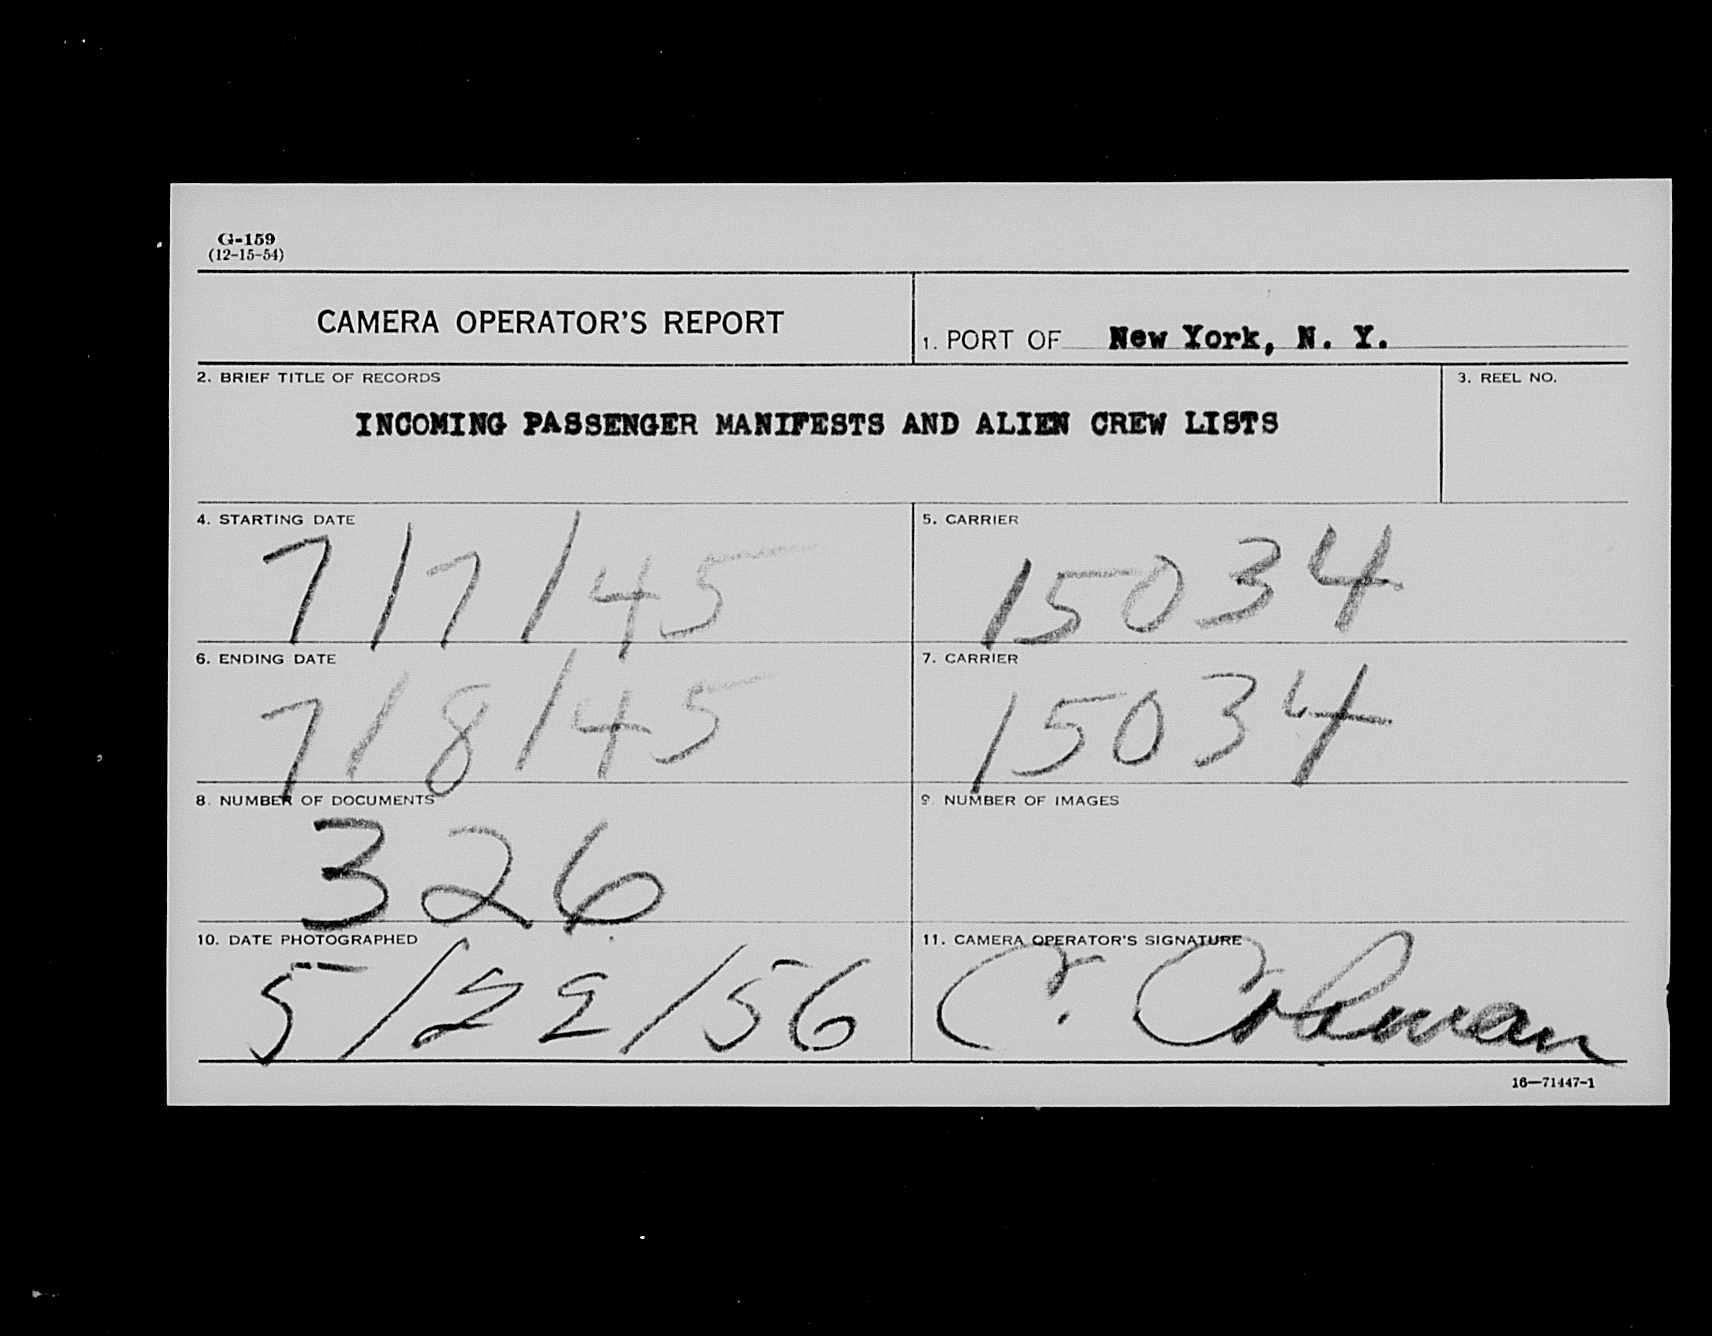 G-159
(12-15-54)
CAMERA OPERATOR'S REPORT
1. PORT OF New York, N. Y.
2. BRIEF TITLE OF RECORDS
3. REEL NO.
INCOMING PASSENGER MANIFESTS AND ALIEN CREW LISTS
4. STARTING DATE
7/7/45
5. CARRIER
15034
6. ENDING DATE
7/8/45
7. CARRIER
15034
8. NUMBER OF DOCUMENTS
326
9. NUMBER OF IMAGES
10. DATE PHOTOGRAPHED
5/22/56
11. CAMERA OPERATOR'S SIGNATURE
C. Coleman
16—71447-1